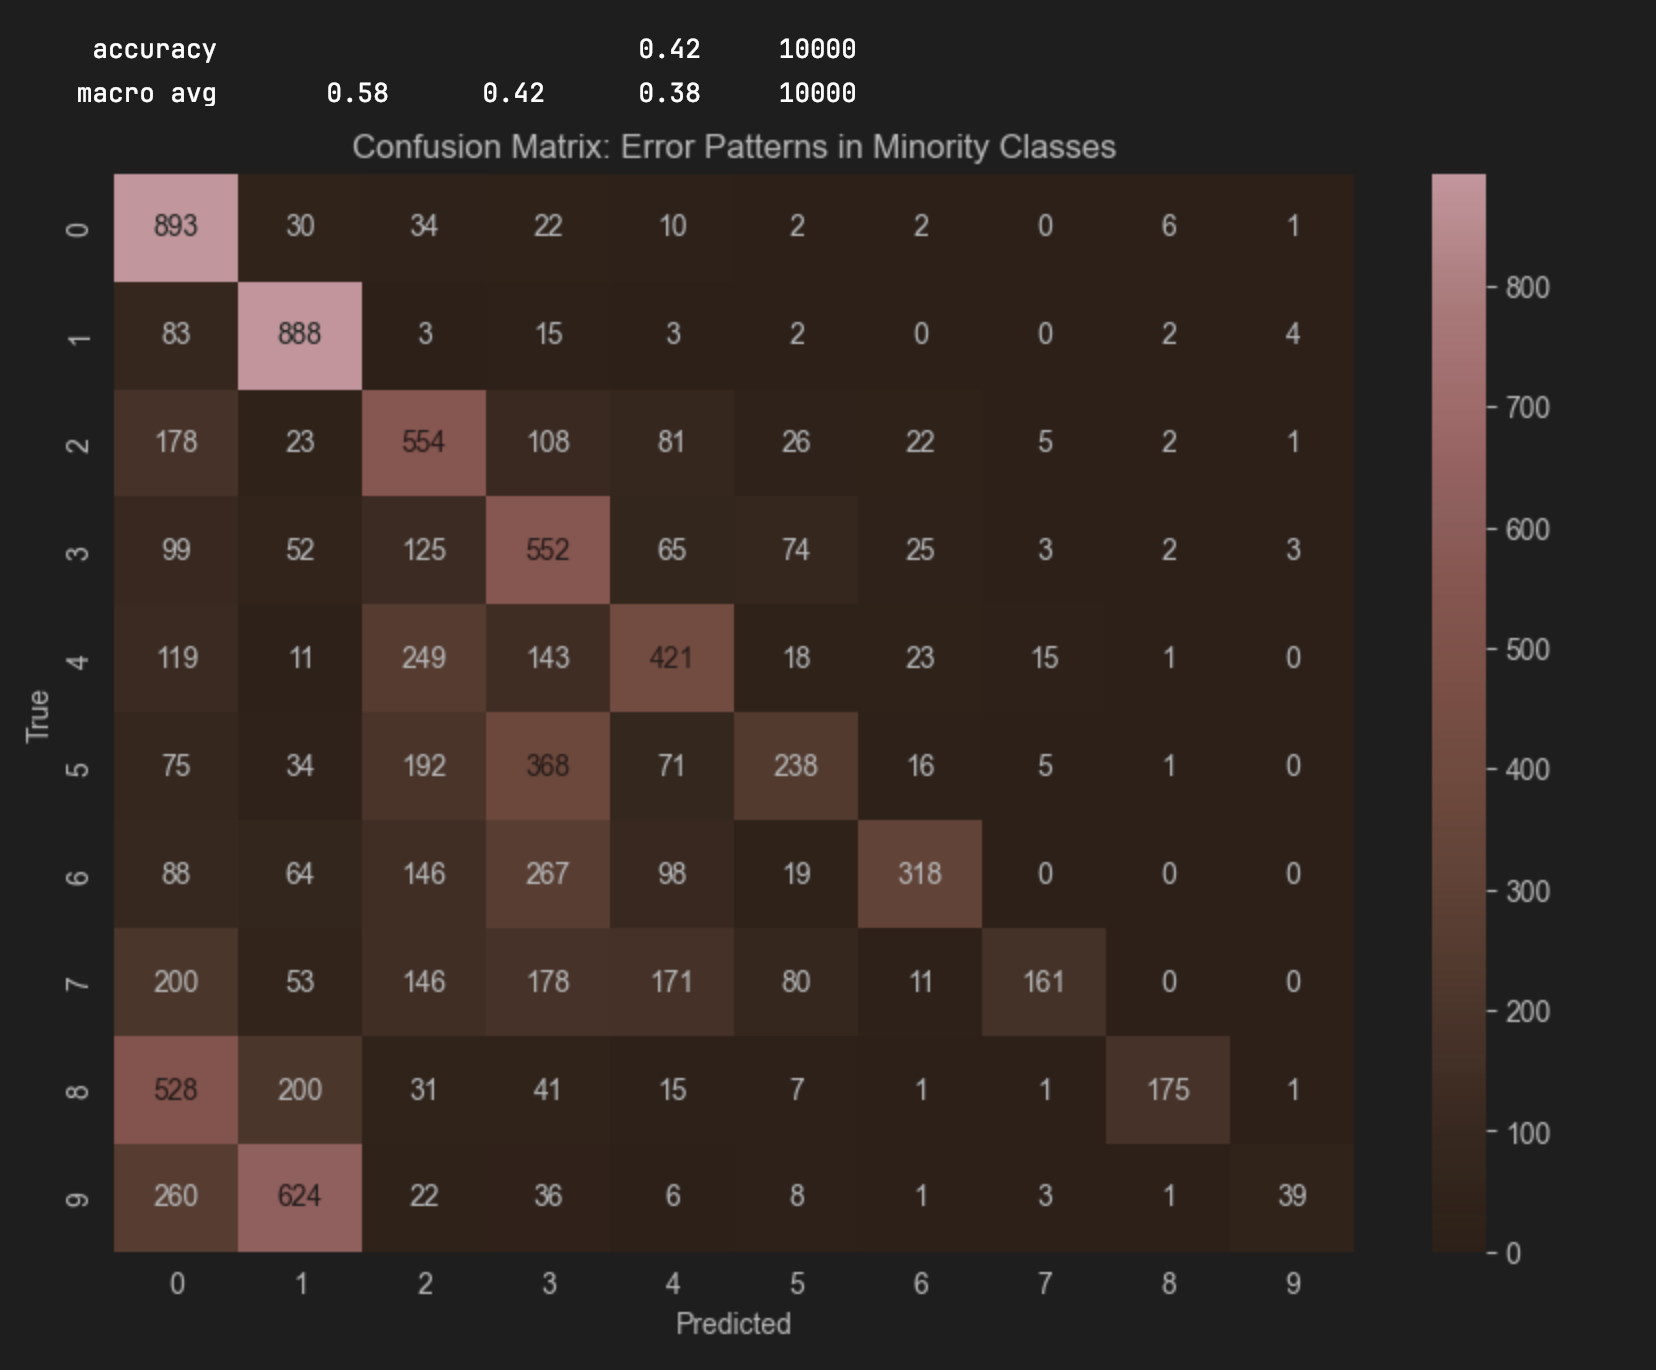 accuracy 0.42 10000
macro avg 0.58 0.42 0.38 10000
Confusion Matrix: Error Patterns in Minority Classes
0 893 30 34 22 10 2 2 0 6 1
1 83 888 3 15 3 2 0 0 2 4
2 178 23 554 108 81 26 22 5 2 1
3 99 52 125 552 65 74 25 3 2 3
4 119 11 249 143 421 18 23 15 1 0
5 75 34 192 368 71 238 16 5 1 0
6 88 64 146 267 98 19 318 0 0 0
7 200 53 146 178 171 80 11 161 0 0
8 528 200 31 41 15 7 1 1 175 1
9 260 624 22 36 6 8 1 3 1 39
True
0 1 2 3 4 5 6 7 8 9
Predicted
800
700
600
500
400
300
200
100
0